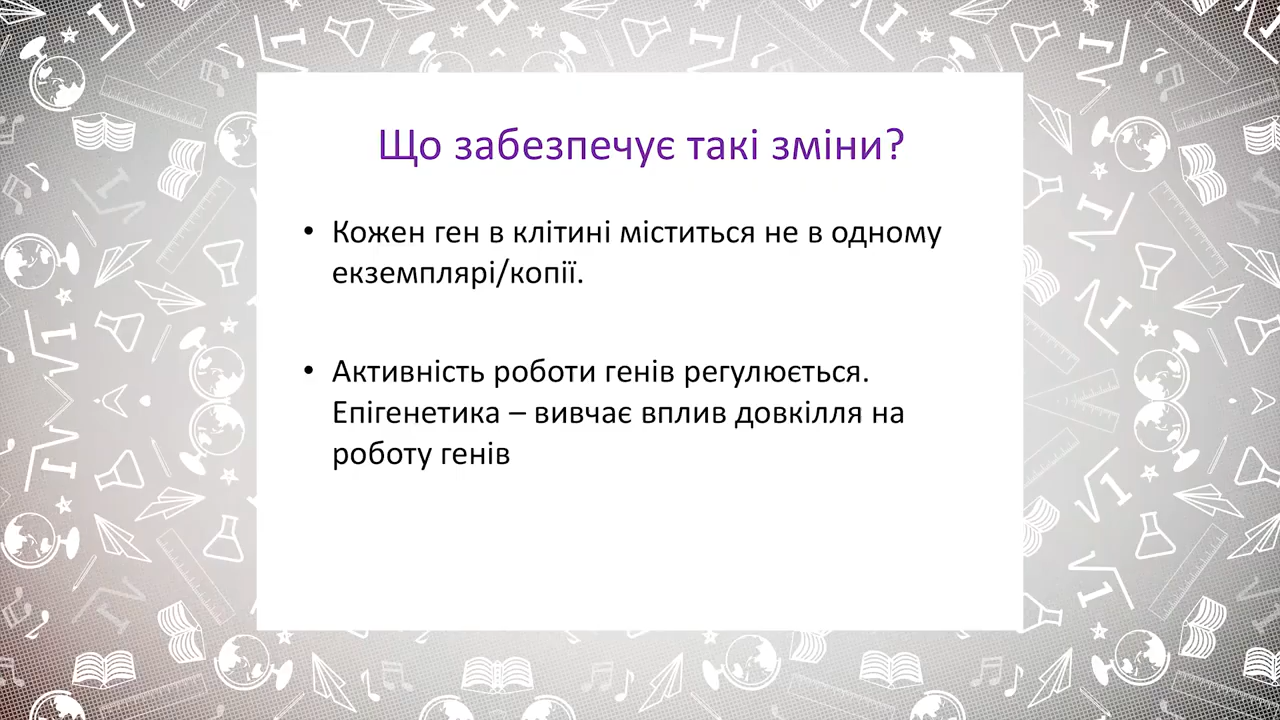 Що забезпечує такі зміни?
• Кожен ген в клітині міститься не в одному
екземплярі/копії.
• Активність роботи генів регулюється.
Епігенетика – вивчає вплив довкілля на
роботу генів